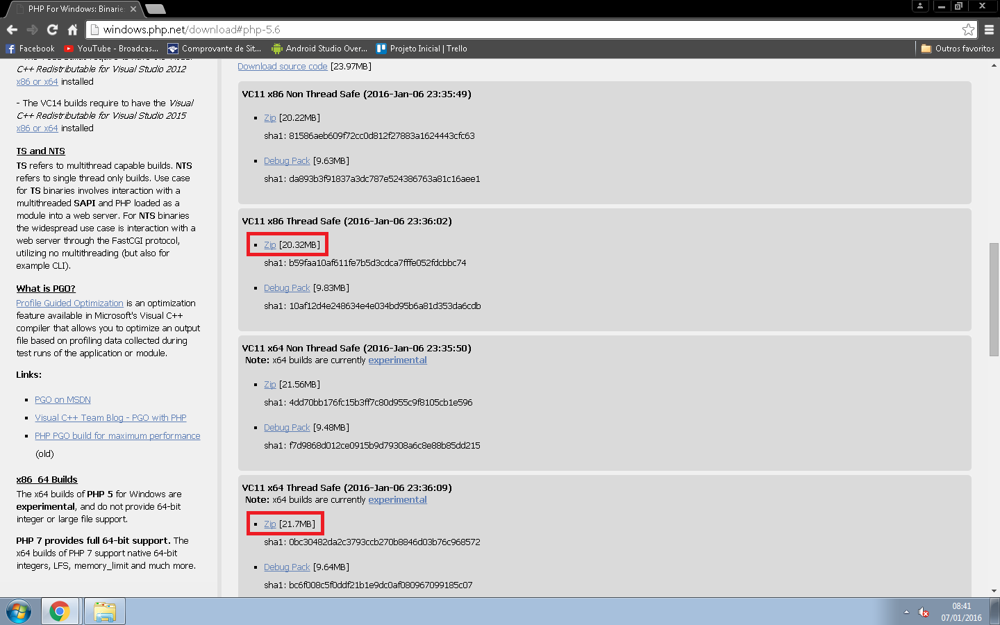 PHP For Windows: Binaries
windows.php.net/download#php-5.6
Facebook
YouTube - Broadcas...
Comprovante de Sit...
Android Studio Over...
Projeto Inicial | Trello
Outros favoritos
C++ Redistributable for Visual Studio 2012
x86 or x64 installed
- The VC14 builds require to have the Visual
C++ Redistributable for Visual Studio 2015
x86 or x64 installed
TS and NTS
TS refers to multithread capable builds. NTS
refers to single thread only builds. Use case
for TS binaries involves interaction with a
multithreaded SAPI and PHP loaded as a
module into a web server. For NTS binaries
the widespread use case is interaction with a
web server through the FastCGI protocol,
utilizing no multithreading (but also for
example CLI).
What is PGO?
Profile Guided Optimization is an optimization
feature available in Microsoft's Visual C++
compiler that allows you to optimize an output
file based on profiling data collected during
test runs of the application or module.
Links:
PGO on MSDN
Visual C++ Team Blog - PGO with PHP
PHP PGO build for maximum performance
(old)
x86_64 Builds
The x64 builds of PHP 5 for Windows are
experimental, and do not provide 64-bit
integer or large file support.
PHP 7 provides full 64-bit support. The
x64 builds of PHP 7 support native 64-bit
integers, LFS, memory_limit and much more.
Download source code [23.97MB]
VC11 x86 Non Thread Safe (2016-Jan-06 23:35:49)
Zip [20.22MB]
sha1: 81586aeb609f72cc0d812f27883a1624443cfc63
Debug Pack [9.63MB]
sha1: da893b3f91837a3dc787e524386763a81c16aee1
VC11 x86 Thread Safe (2016-Jan-06 23:36:02)
Zip [20.32MB]
sha1: b59faa10af611fe7b5d3cdca7fffe052fdcbbc74
Debug Pack [9.83MB]
sha1: 10af12d4e248634e4e034bd95b6a81d353da6cdb
VC11 x64 Non Thread Safe (2016-Jan-06 23:35:50)
Note: x64 builds are currently experimental
Zip [21.56MB]
sha1: 4dd70bb176fc15b3ff7c80d955c9f8105cb1e596
Debug Pack [9.48MB]
sha1: f7d9868d012ce0915b9d79308a6c8e88b85dd215
VC11 x64 Thread Safe (2016-Jan-06 23:36:09)
Note: x64 builds are currently experimental
Zip [21.7MB]
sha1: 0bc30482da2c3793ccb270b8846d03b76c968572
Debug Pack [9.64MB]
sha1: bc6f008c5f0ddf21b1e9dc0af080967099185c07
08:41
07/01/2016